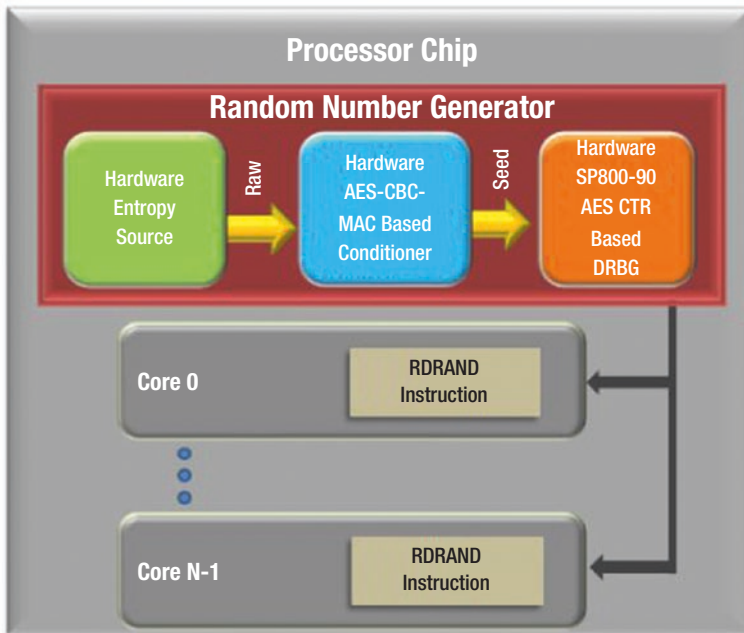 Processor Chip
Random Number Generator
Hardware
Entropy
Source
Raw
Hardware
AES-CBC-
MAC Based
Conditioner
Seed
Hardware
SP800-90
AES CTR
Based
DRBG
Core 0
RDRAND
Instruction
Core N-1
RDRAND
Instruction